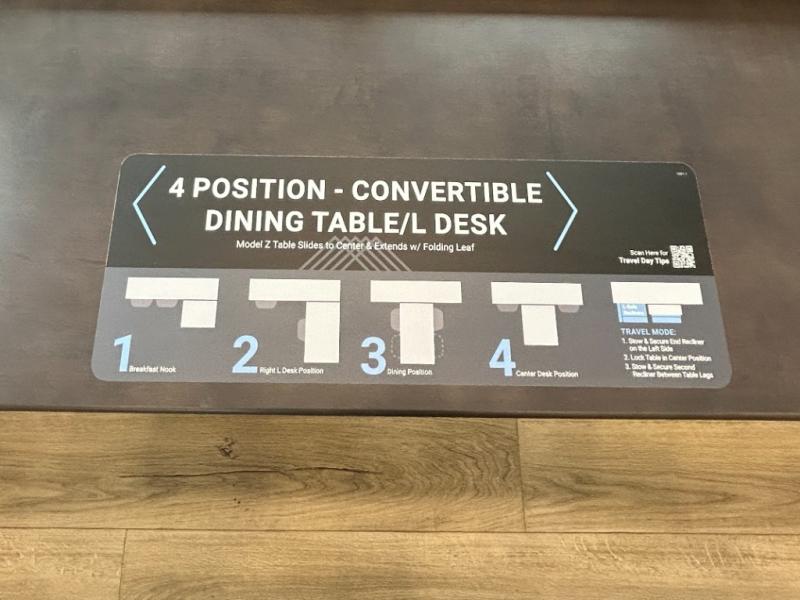 4 POSITION - CONVERTIBLE
DINING TABLE/L DESK
Model Z Table Slides to Center & Extends w/ Folding Leaf
Scan Here for
Travel Day Tips
1 Breakfast Nook
2 Right L Desk Position
3 Dining Position
4 Center Desk Position
TRAVEL MODE:
1. Stow & Secure End Recliner
on the Left Side
2. Lock Table in Center Position
3. Stow & Secure Second
Recliner Between Table Legs